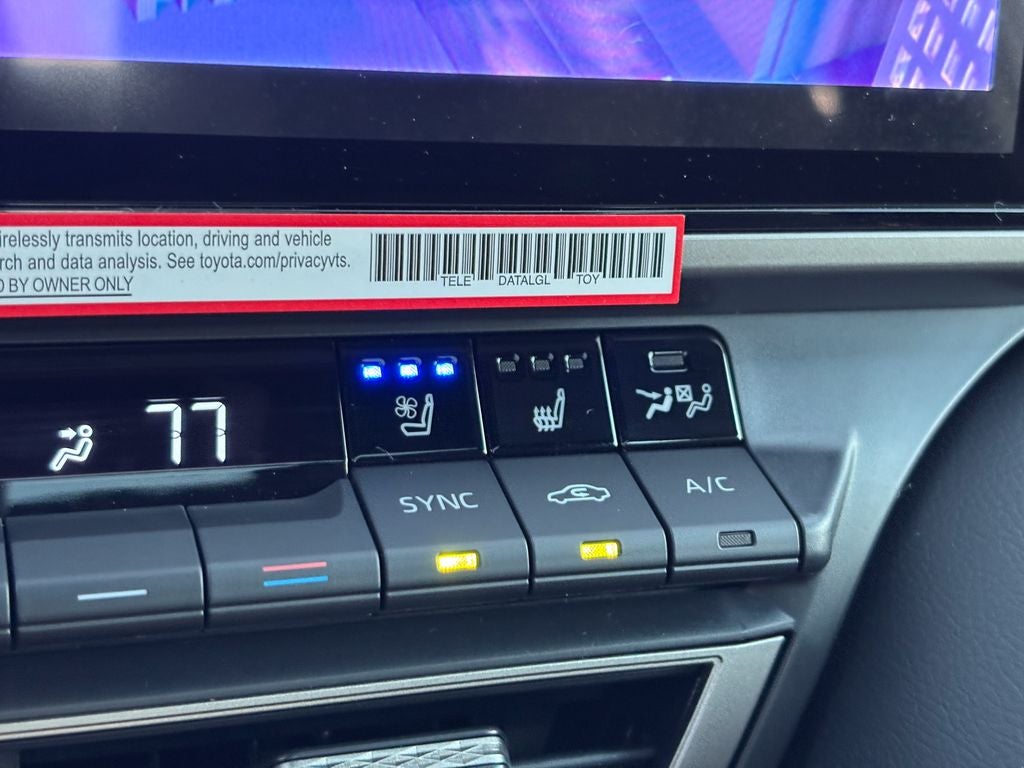 irelessly transmits location, driving and vehicle
rch and data analysis. See toyota.com/privacyvts.
D BY OWNER ONLY
TELE DATALGL TOY
77
SYNC
A/C